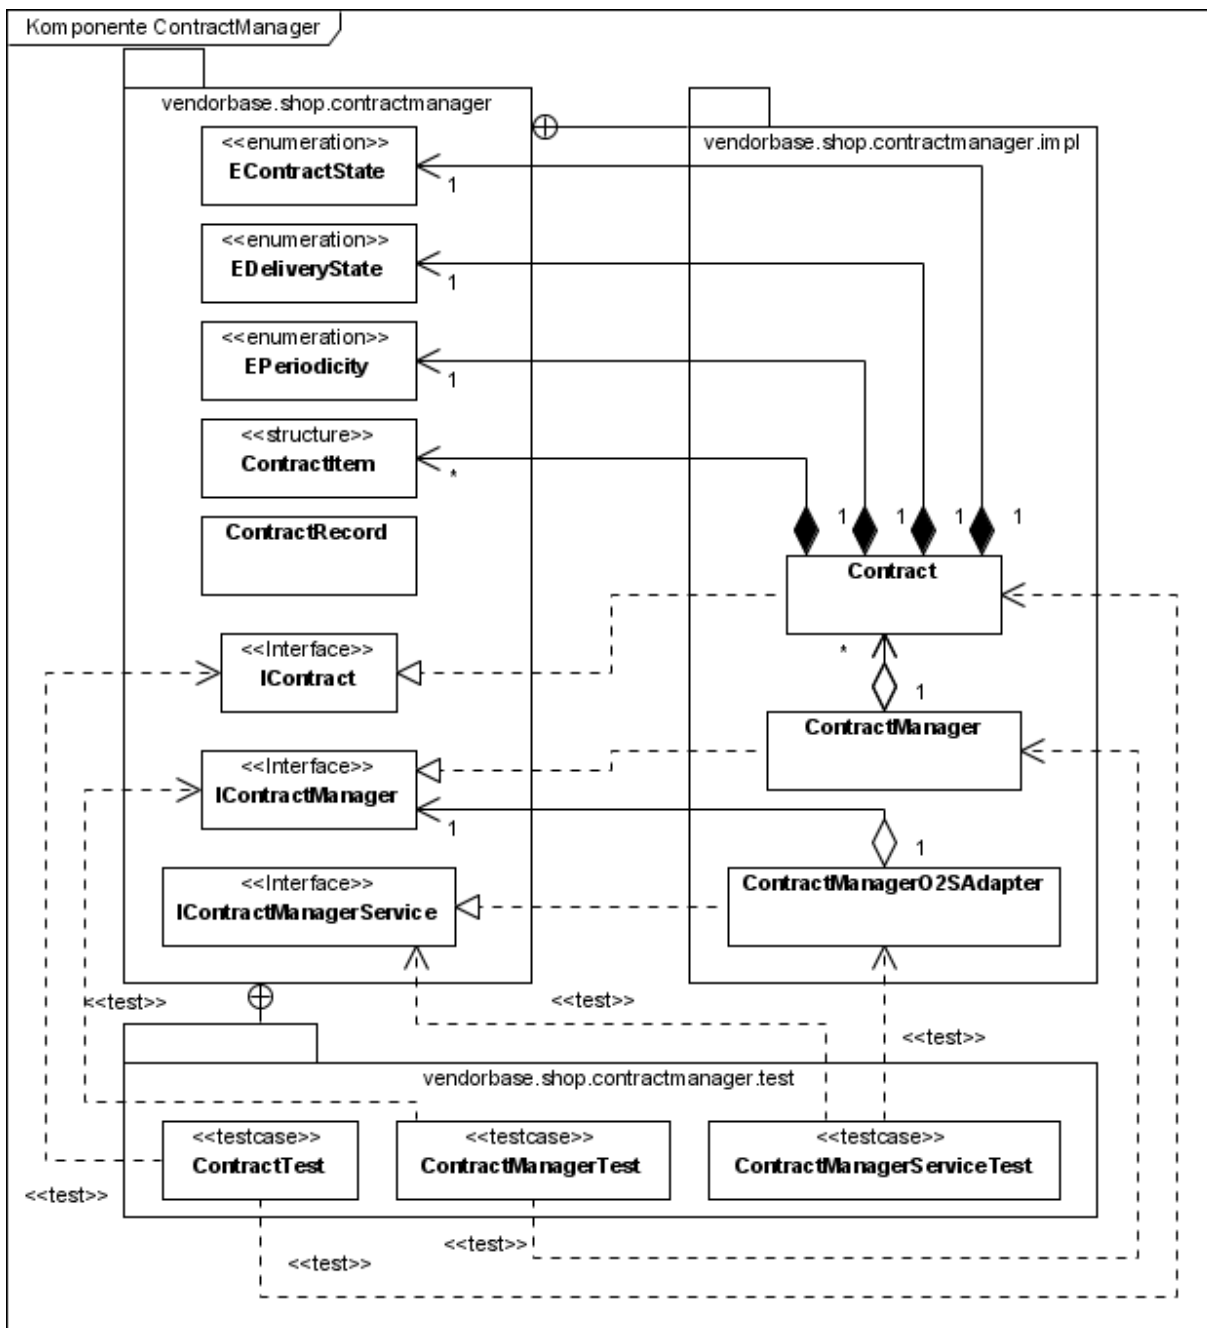 Komponente ContractManager
vendorbase.shop.contractmanager
<<enumeration>>
EContractState
1
<<enumeration>>
EDeliveryState
1
<<enumeration>>
EPeriodicity
1
<<structure>>
ContractItem
*
ContractRecord
<<Interface>>
IContract
<<Interface>>
IContractManager
1
<<Interface>>
IContractManagerService
vendorbase.shop.contractmanager.impl
1
1
1
1
Contract
*
1
ContractManager
1
ContractManagerO2SAdapter
<<test>>
<<test>>
<<test>>
vendorbase.shop.contractmanager.test
<<testcase>>
ContractTest
<<testcase>>
ContractManagerTest
<<testcase>>
ContractManagerServiceTest
<<test>>
<<test>>
<<test>>